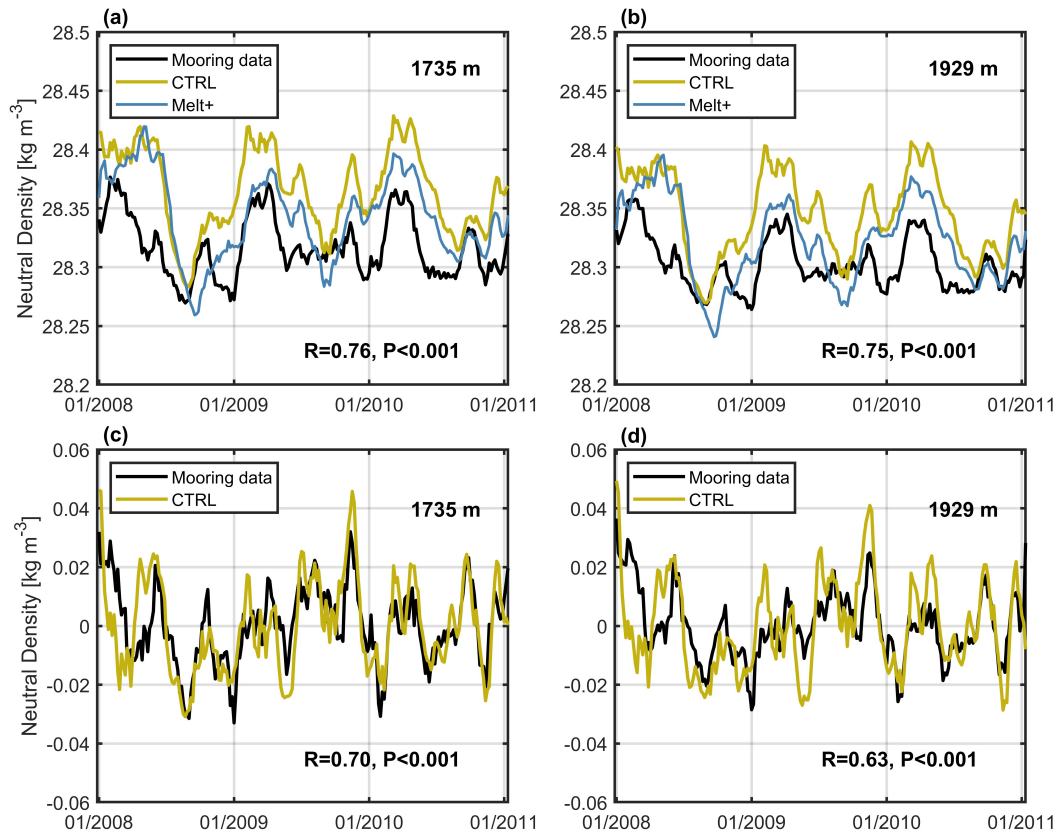 (a)
28.5
28.45
28.4
28.35
28.3
28.25
28.2
Neutral Density [kg m-3]
Mooring data
CTRL
Melt+
1735 m
R=0.76, P<0.001
01/2008
01/2009
01/2010
01/2011
(b)
28.5
28.45
28.4
28.35
28.3
28.25
28.2
Mooring data
CTRL
Melt+
1929 m
R=0.75, P<0.001
01/2008
01/2009
01/2010
01/2011
(c)
0.06
0.04
0.02
0
-0.02
-0.04
-0.06
Neutral Density [kg m-3]
Mooring data
CTRL
1735 m
R=0.70, P<0.001
01/2008
01/2009
01/2010
01/2011
(d)
0.06
0.04
0.02
0
-0.02
-0.04
-0.06
Mooring data
CTRL
1929 m
R=0.63, P<0.001
01/2008
01/2009
01/2010
01/2011